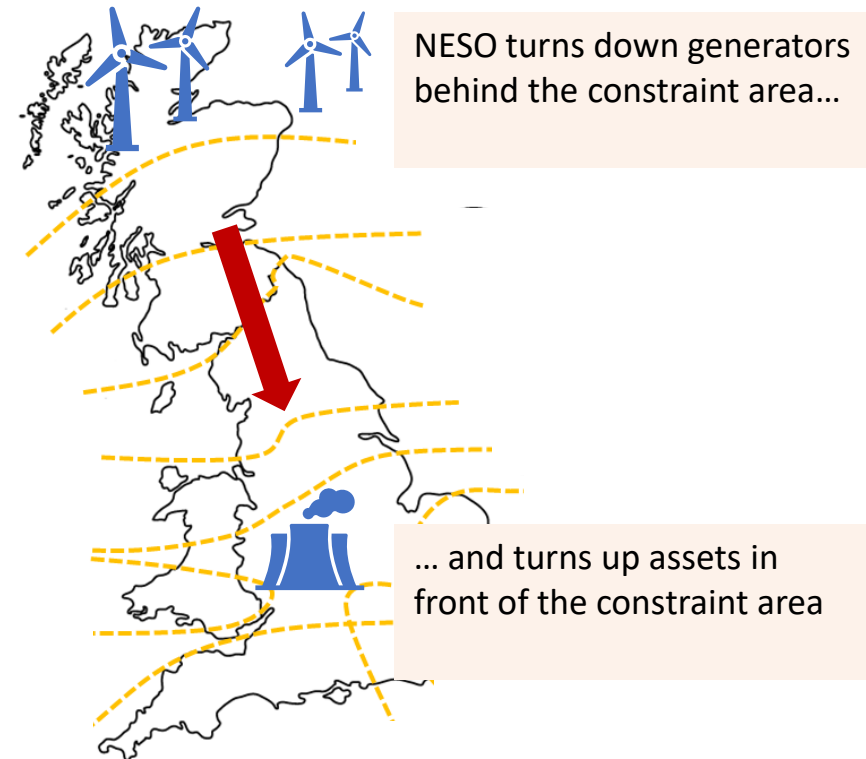 NESO turns down generators
behind the constraint area…
… and turns up assets in
front of the constraint area